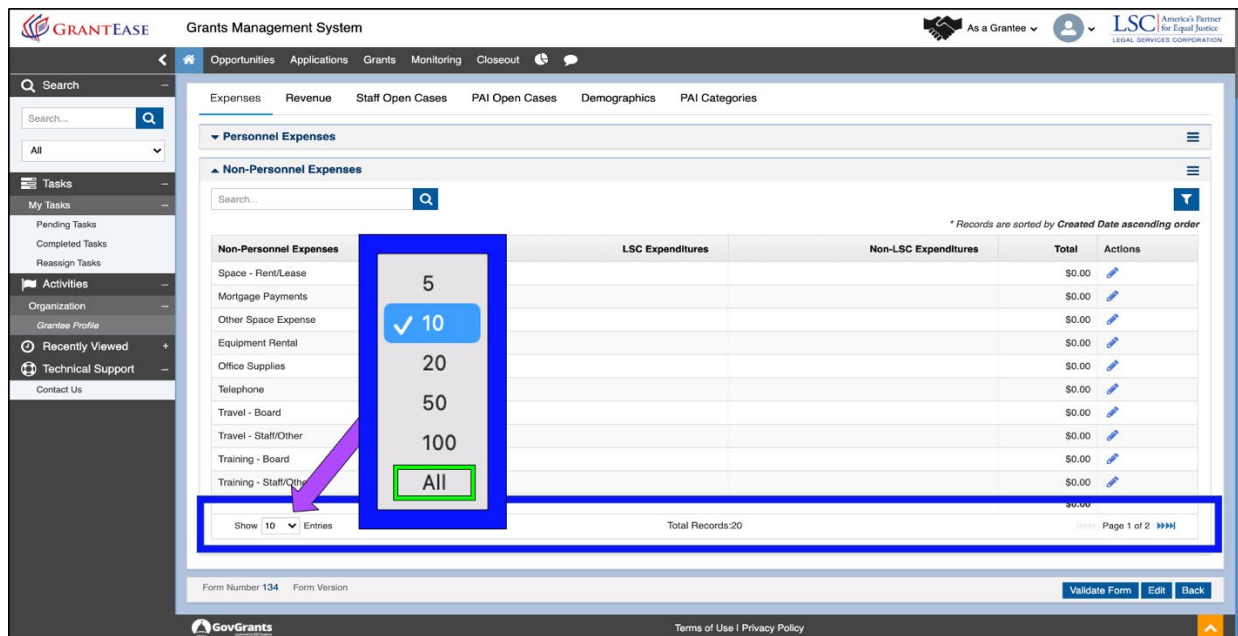 GRANTEASE
Grants Management System
As a Grantee
LSC America's Partner for Equal Justice
LEGAL SERVICES CORPORATION
Opportunities Applications Grants Monitoring Closeout
Search
Search...
All
Tasks
My Tasks
Pending Tasks
Completed Tasks
Reassign Tasks
Activities
Organization
Grantee Profile
Recently Viewed
Technical Support
Contact Us
Expenses Revenue Staff Open Cases PAI Open Cases Demographics PAI Categories
Personnel Expenses
Non-Personnel Expenses
Search...
* Records are sorted by Created Date ascending order
Non-Personnel Expenses LSC Expenditures Non-LSC Expenditures Total Actions
Space - Rent/Lease $0.00
Mortgage Payments $0.00
Other Space Expense $0.00
Equipment Rental $0.00
Office Supplies $0.00
Telephone $0.00
Travel - Board $0.00
Travel - Staff/Other $0.00
Training - Board $0.00
Training - Staff/Othe $0.00
$0.00
5
✓ 10
20
50
100
All
Show 10 Entries Total Records:20 Page 1 of 2
Form Number 134 Form Version Validate Form Edit Back
GovGrants
Terms of Use I Privacy Policy